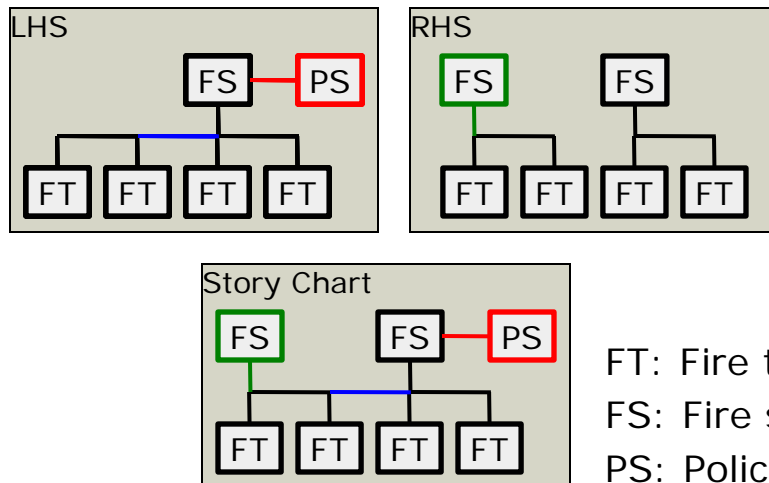 LHS
FS PS
FT FT FT FT
RHS
FS FS
FT FT FT FT
Story Chart
FS FS PS
FT FT FT FT
FT: Fire t
FS: Fire s
PS: Polic